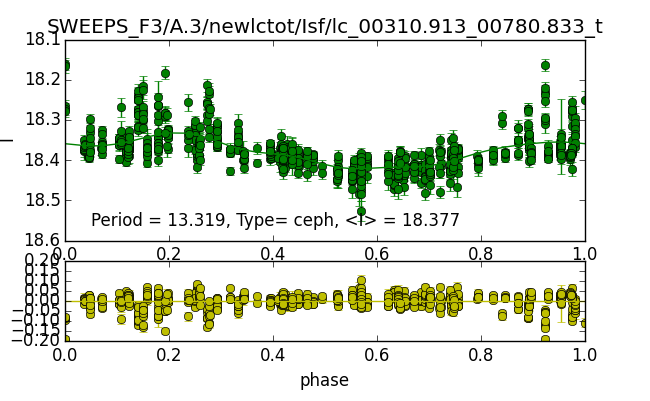 SWEEPS_F3/A.3/newlctot/Isf/lc_00310.913_00780.833_t
18.1
18.2
18.3
I
18.4
18.5
Period = 13.319, Type= ceph, <I> = 18.377
18.6
0.0 0.2 0.4 0.6 0.8 1.0
0.20
0.15
0.10
0.05
0.00
−0.05
−0.10
−0.15
−0.20
0.0 0.2 0.4 0.6 0.8 1.0
phase